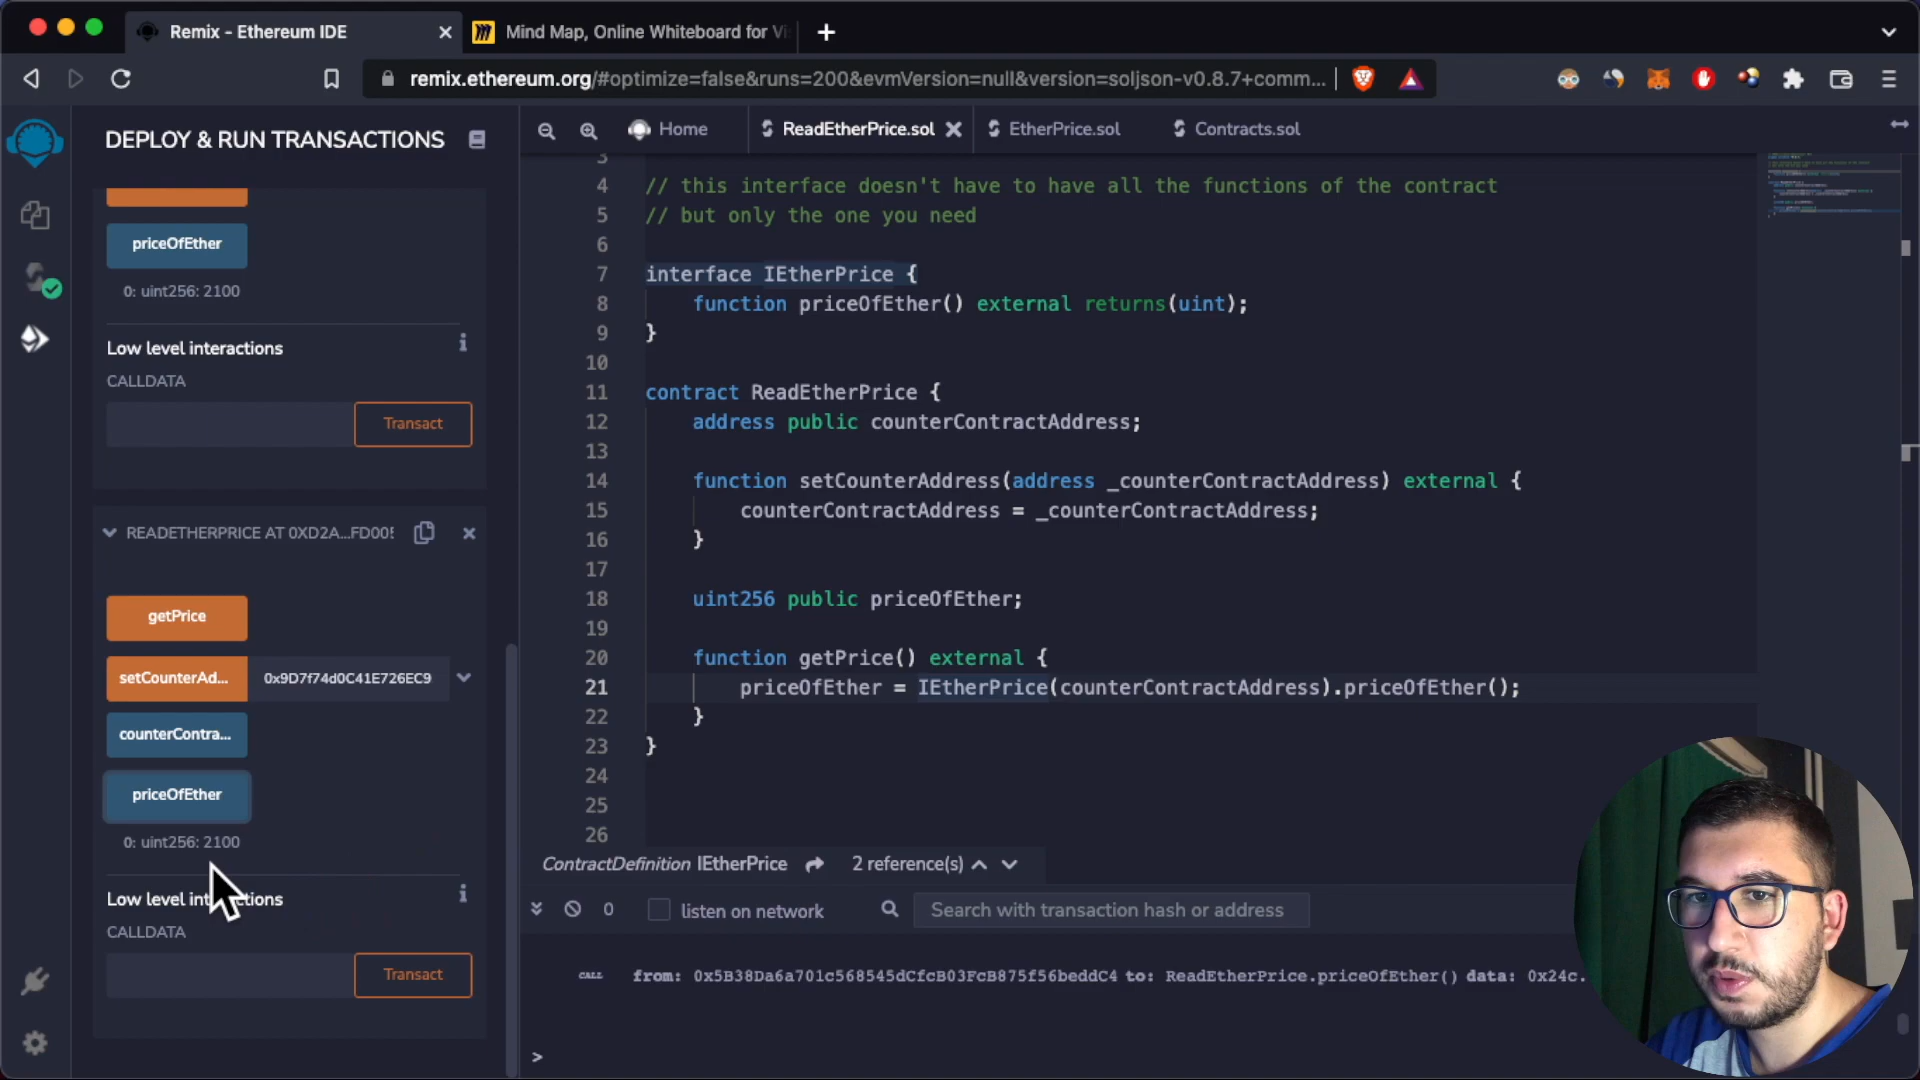 Remix - Ethereum IDE
Mind Map, Online Whiteboard for Vi
remix.ethereum.org/#optimize=false&runs=200&evmVersion=null&version=soljson-v0.8.7+comm...
DEPLOY & RUN TRANSACTIONS
Home
ReadEtherPrice.sol
EtherPrice.sol
Contracts.sol
priceOfEther
0: uint256: 2100
Low level interactions
CALLDATA
Transact
READETHERPRICE AT 0XD2A...FD005
getPrice
setCounterAd...
0x9D7f74d0C41E726EC9
counterContra...
priceOfEther
0: uint256: 2100
Low level interactions
CALLDATA
Transact
3
4 // this interface doesn't have to have all the functions of the contract
5 // but only the one you need
6
7 interface IEtherPrice {
8 function priceOfEther() external returns(uint);
9 }
10
11 contract ReadEtherPrice {
12 address public counterContractAddress;
13
14 function setCounterAddress(address _counterContractAddress) external {
15 counterContractAddress = _counterContractAddress;
16 }
17
18 uint256 public priceOfEther;
19
20 function getPrice() external {
21 priceOfEther = IEtherPrice(counterContractAddress).priceOfEther();
22 }
23 }
24
25
26
ContractDefinition IEtherPrice 2 reference(s)
0 listen on network Search with transaction hash or address
CALL from: 0x5B38Da6a701c568545dCfcB03FcB875f56beddC4 to: ReadEtherPrice.priceOfEther() data: 0x24c.
>